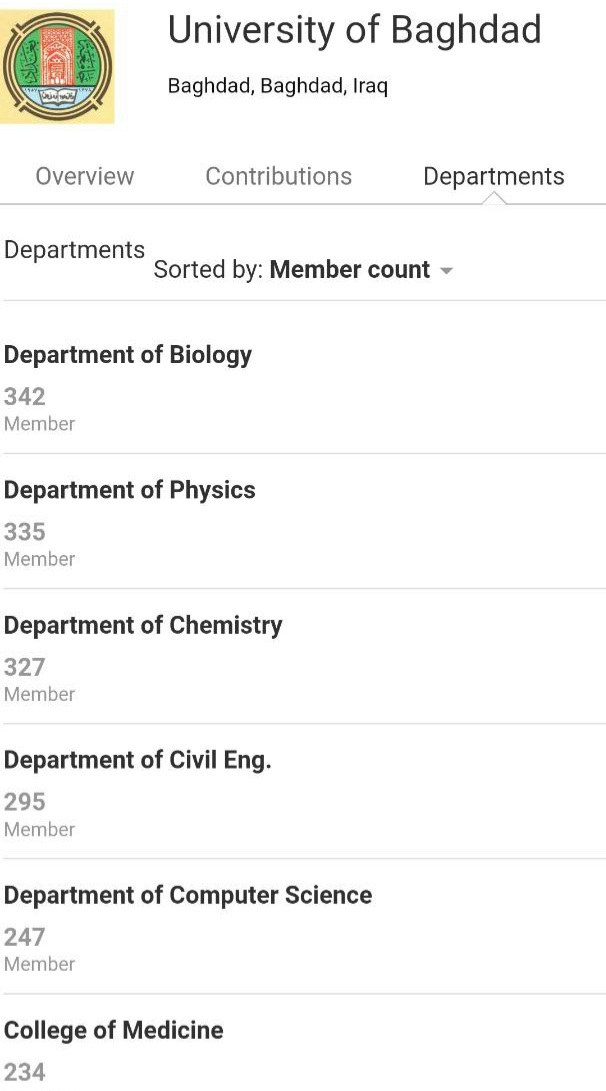 University of Baghdad
Baghdad, Baghdad, Iraq
Overview
Contributions
Departments
Departments
Sorted by: Member count
Department of Biology
342
Member
Department of Physics
335
Member
Department of Chemistry
327
Member
Department of Civil Eng.
295
Member
Department of Computer Science
247
Member
College of Medicine
234